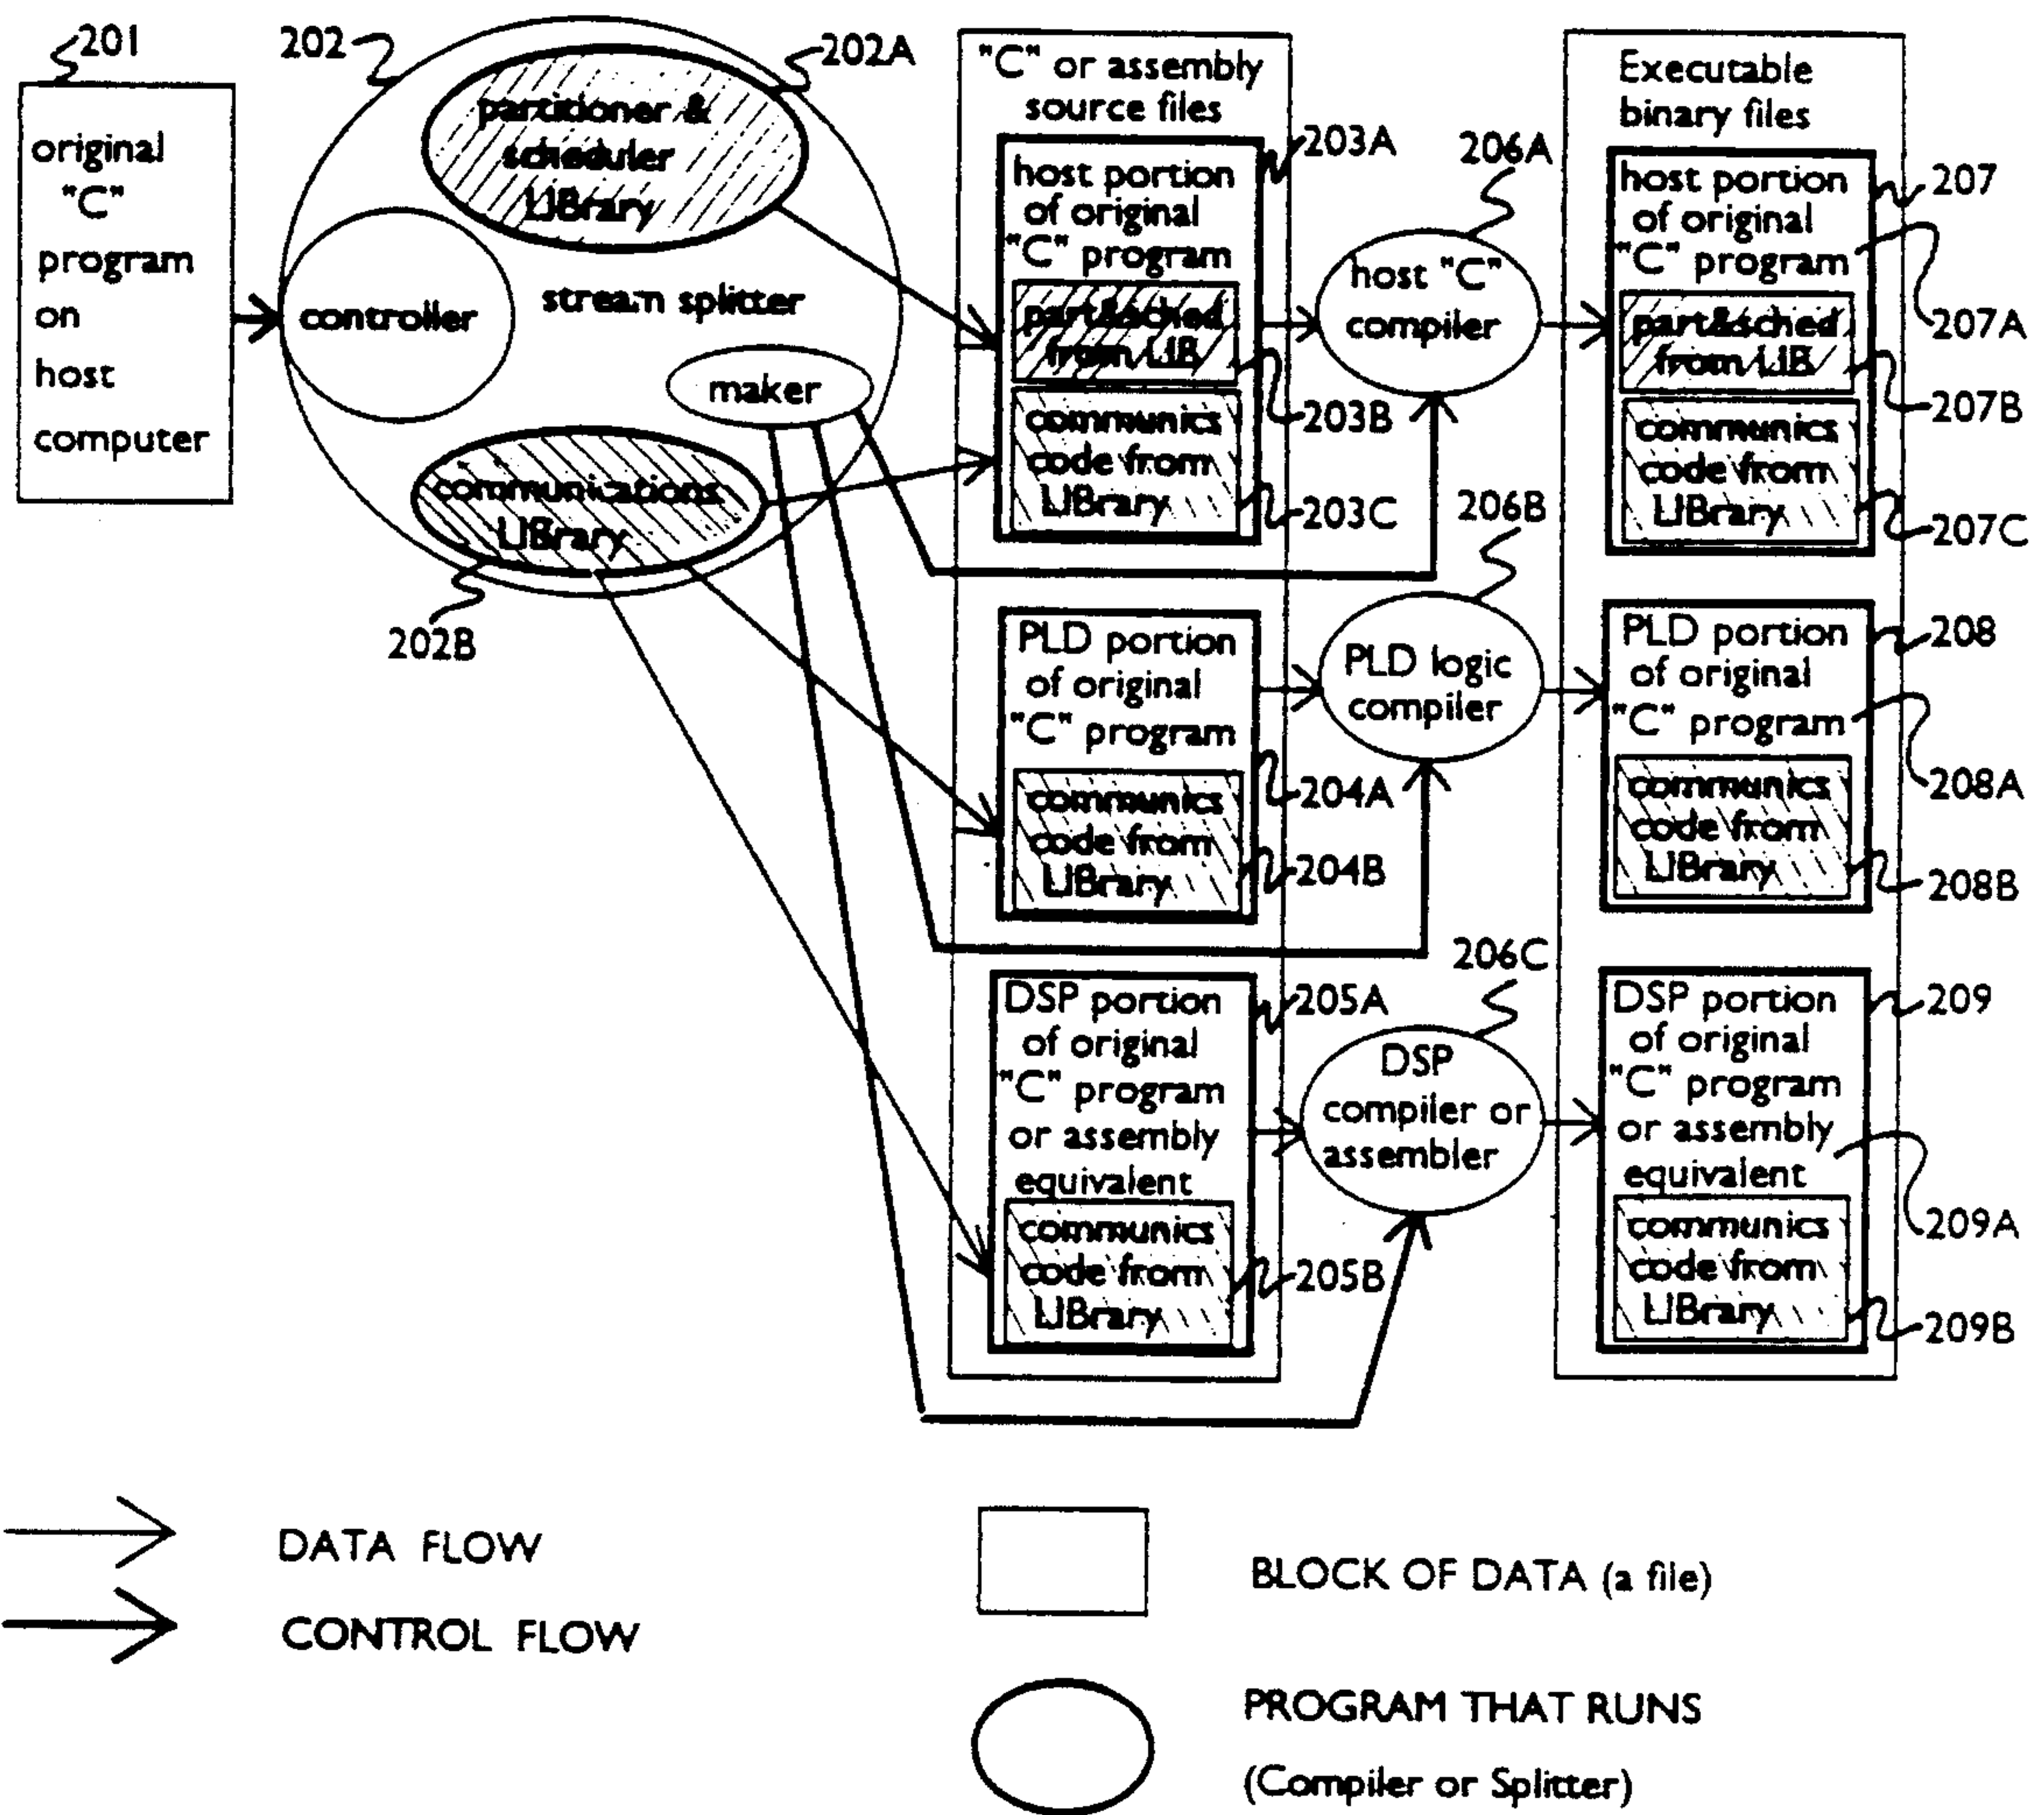 201
original
"C"
program
on
host
computer
202
202A
partitioner &
scheduler
LIBrary
controller
stream splitter
maker
communications
LIBrary
202B
"C" or assembly
source files
203A
host portion
of original
"C" program
part&sched
from LIB
203B
communics
code from
LIBrary
203C
PLD portion
of original
"C" program
204A
communics
code from
LIBrary
204B
DSP portion
of original
"C" program
or assembly
equivalent
205A
communics
code from
LIBrary
205B
206A
host "C"
compiler
206B
PLD logic
compiler
206C
DSP
compiler or
assembler
Executable
binary files
host portion
of original
"C" program
207
207A
part&sched
from LIB
207B
communics
code from
LIBrary
207C
PLD portion
of original
"C" program
208
208A
communics
code from
LIBrary
208B
DSP portion
of original
"C" program
or assembly
equivalent
209
209A
communics
code from
LIBrary
209B
DATA FLOW
CONTROL FLOW
BLOCK OF DATA (a file)
PROGRAM THAT RUNS
(Compiler or Splitter)